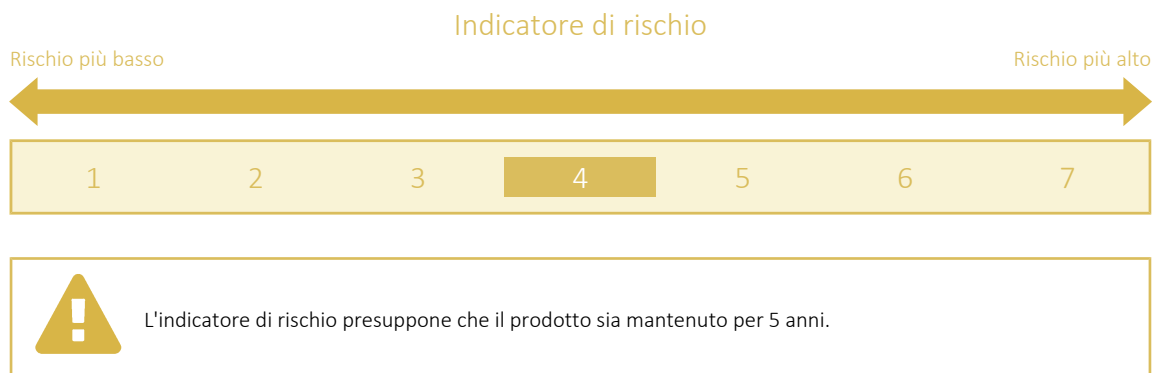 Indicatore di rischio
Rischio più basso Rischio più alto
1 2 3 4 5 6 7
L'indicatore di rischio presuppone che il prodotto sia mantenuto per 5 anni.